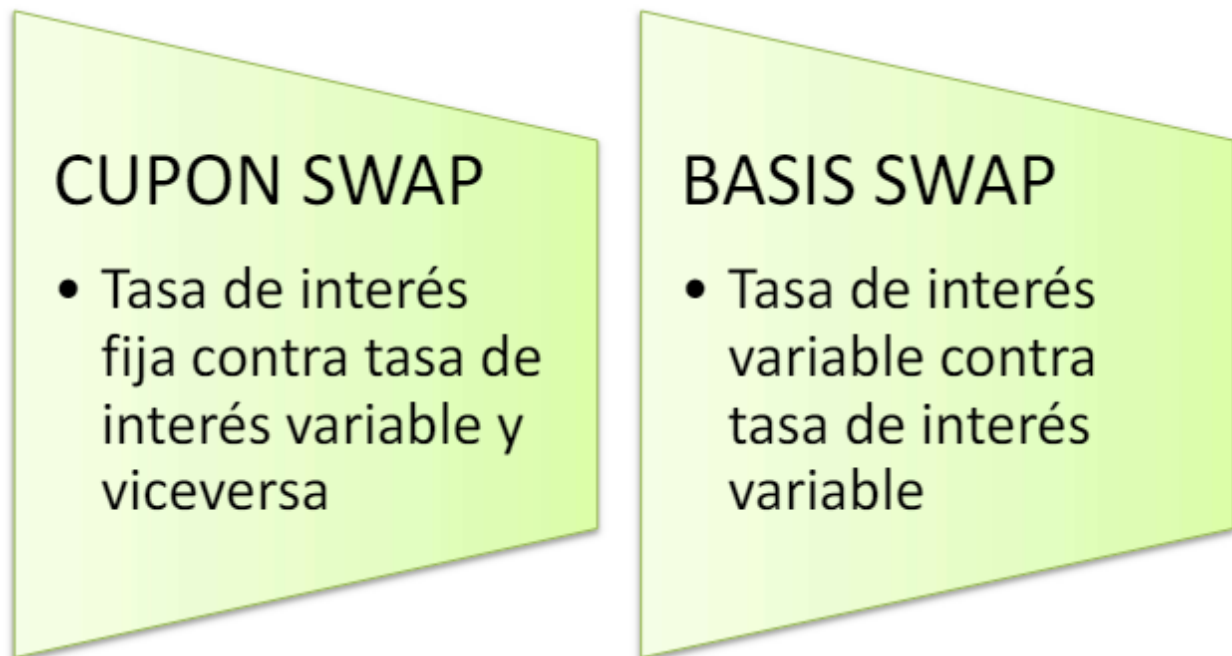 CUPON SWAP
• Tasa de interés
fija contra tasa de
interés variable y
viceversa
BASIS SWAP
• Tasa de interés
variable contra
tasa de interés
variable